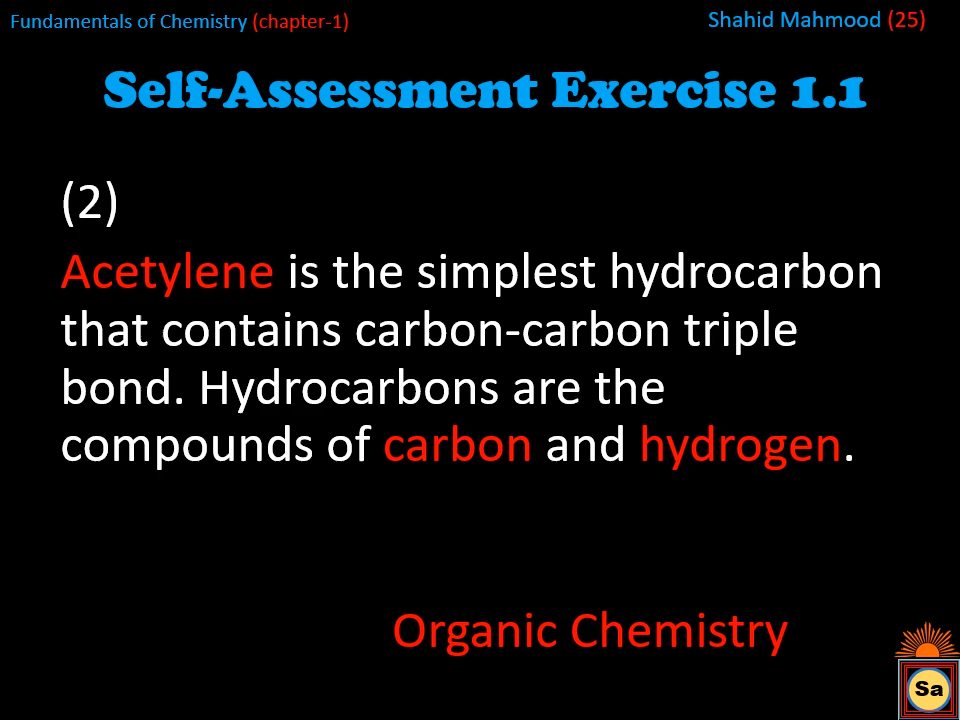 Fundamentals of Chemistry (chapter-1)
Shahid Mahmood (25)
Self-Assessment Exercise 1.1
(2)
Acetylene is the simplest hydrocarbon
that contains carbon-carbon triple
bond. Hydrocarbons are the
compounds of carbon and hydrogen.
Organic Chemistry
Sa